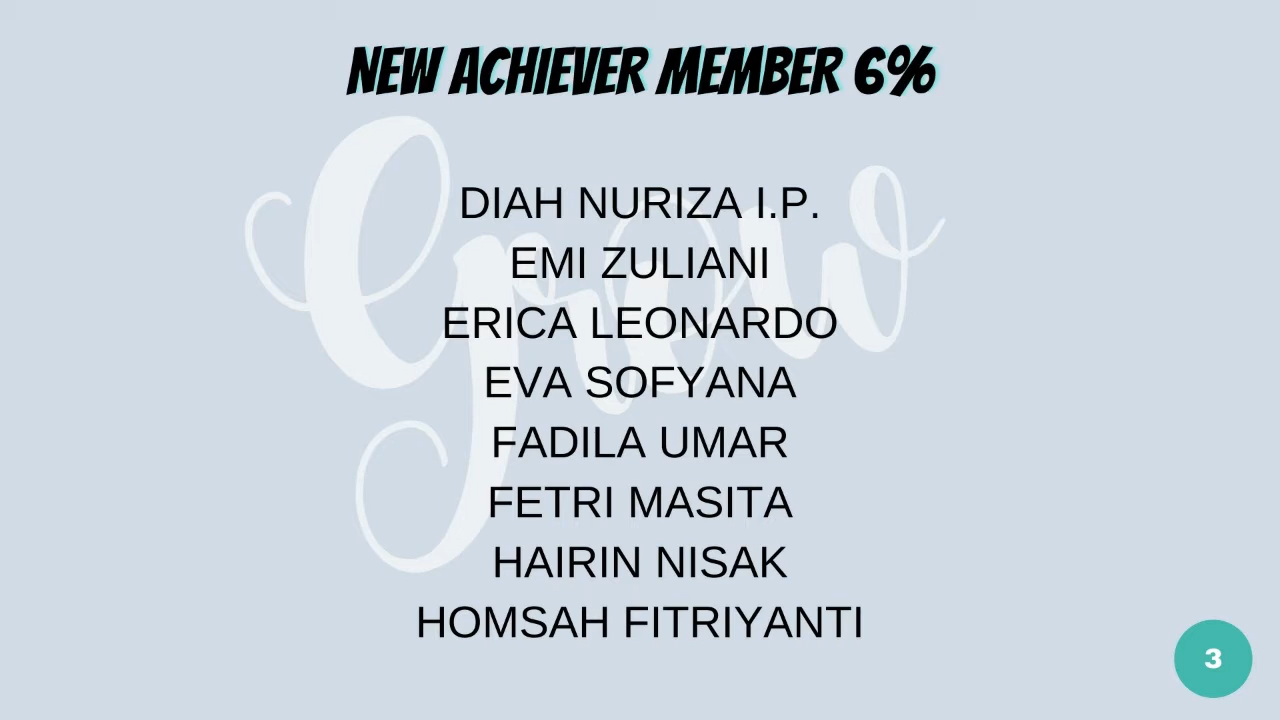 NEW ACHIEVER MEMBER 6%
Grow
DIAH NURIZA I.P.
EMI ZULIANI
ERICA LEONARDO
EVA SOFYANA
FADILA UMAR
FETRI MASITA
HAIRIN NISAK
HOMSAH FITRIYANTI
3